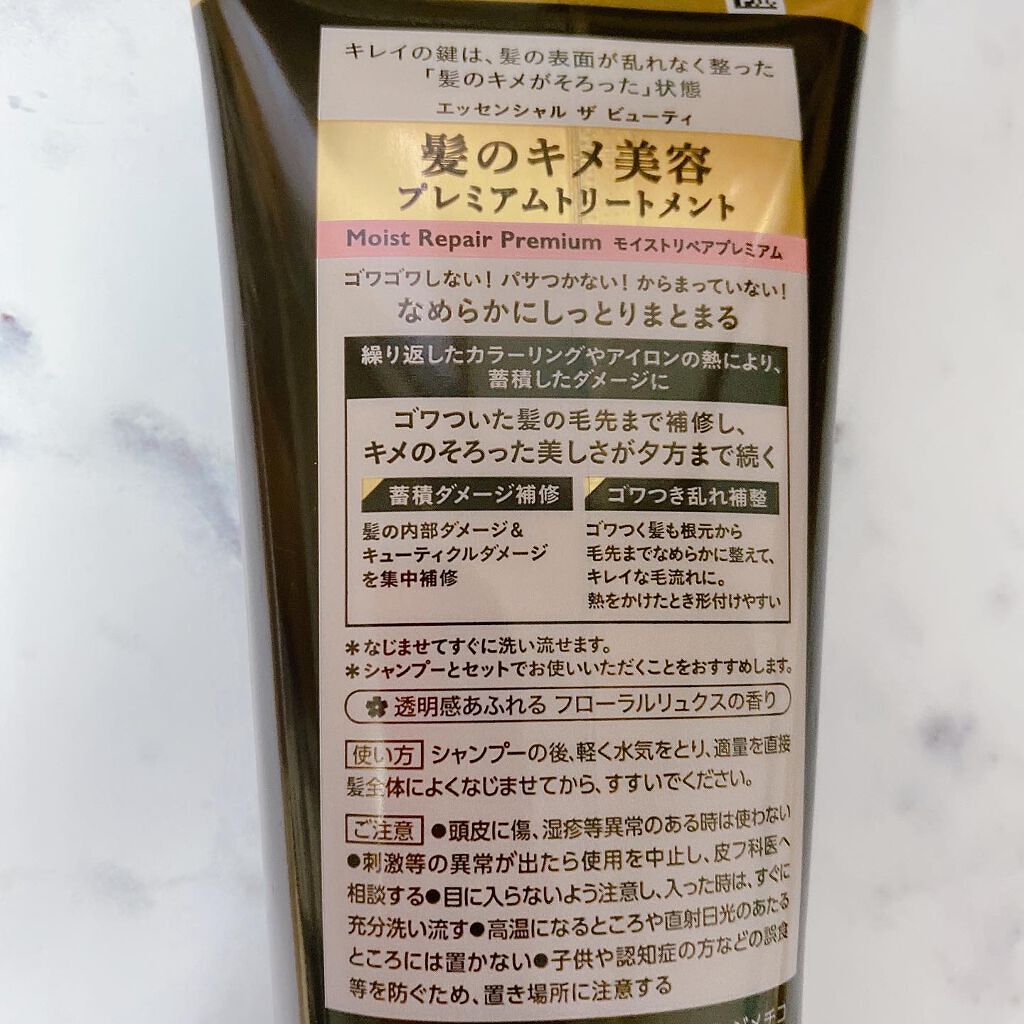 キレイの鍵は、髪の表面が乱れなく整った
「髪のキメがそろった」状態
エッセンシャル ザ ビューティ
髪のキメ美容
プレミアムトリートメント
Moist Repair Premium モイストリペアプレミアム
ゴワゴワしない！パサつかない！からまっていない！
なめらかにしっとりまとまる
繰り返したカラーリングやアイロンの熱により、
蓄積したダメージに
ゴワついた髪の毛先まで補修し、
キメのそろった美しさが夕方まで続く
蓄積ダメージ補修
髪の内部ダメージ＆
キューティクルダメージ
を集中補修
ゴワつき乱れ補整
ゴワつく髪も根元から
毛先までなめらかに整えて、
キレイな毛流れに。
熱をかけたとき形付けやすい
＊なじませてすぐに洗い流せます。
＊シャンプーとセットでお使いいただくことをおすすめします。
透明感あふれる フローラルリュクスの香り
使い方 シャンプーの後、軽く水気をとり、適量を直接
髪全体によくなじませてから、すすいでください。
ご注意 ●頭皮に傷、湿疹等異常のある時は使わない
●刺激等の異常が出たら使用を中止し、皮フ科医へ
相談する●目に入らないよう注意し、入った時は、すぐに
充分洗い流す●高温になるところや直射日光のあたる
ところには置かない●子供や認知症の方などの誤食
等を防ぐため、置き場所に注意する